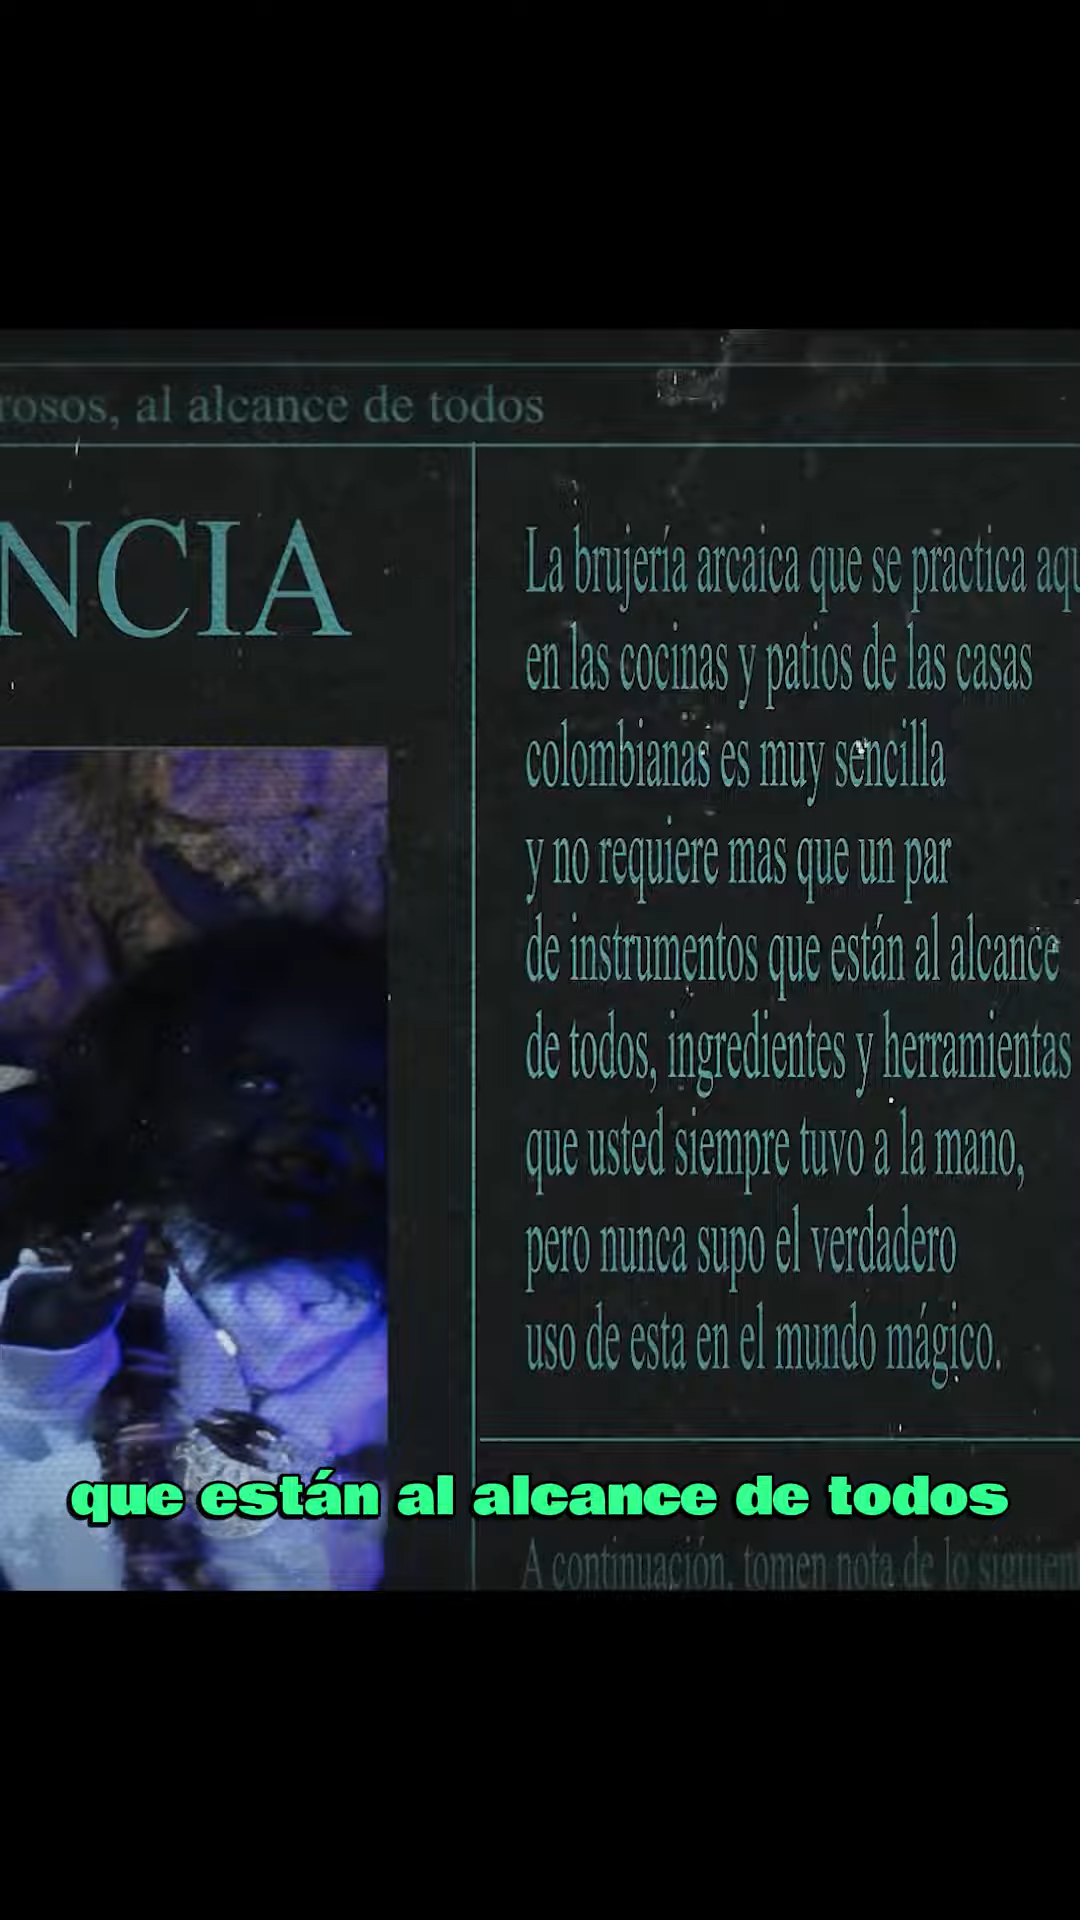 rosos, al alcance de todos
NCIA
La brujería arcaica que se practica aqu
en las cocinas y patios de las casas
colombianas es muy sencilla
y no requiere mas que un par
de instrumentos que están al alcance
de todos, ingredientes y herramientas
que usted siempre tuvo a la mano,
pero nunca supo el verdadero
uso de esta en el mundo mágico.
que están al alcance de todos
A continuación, tomen nota de lo siguient